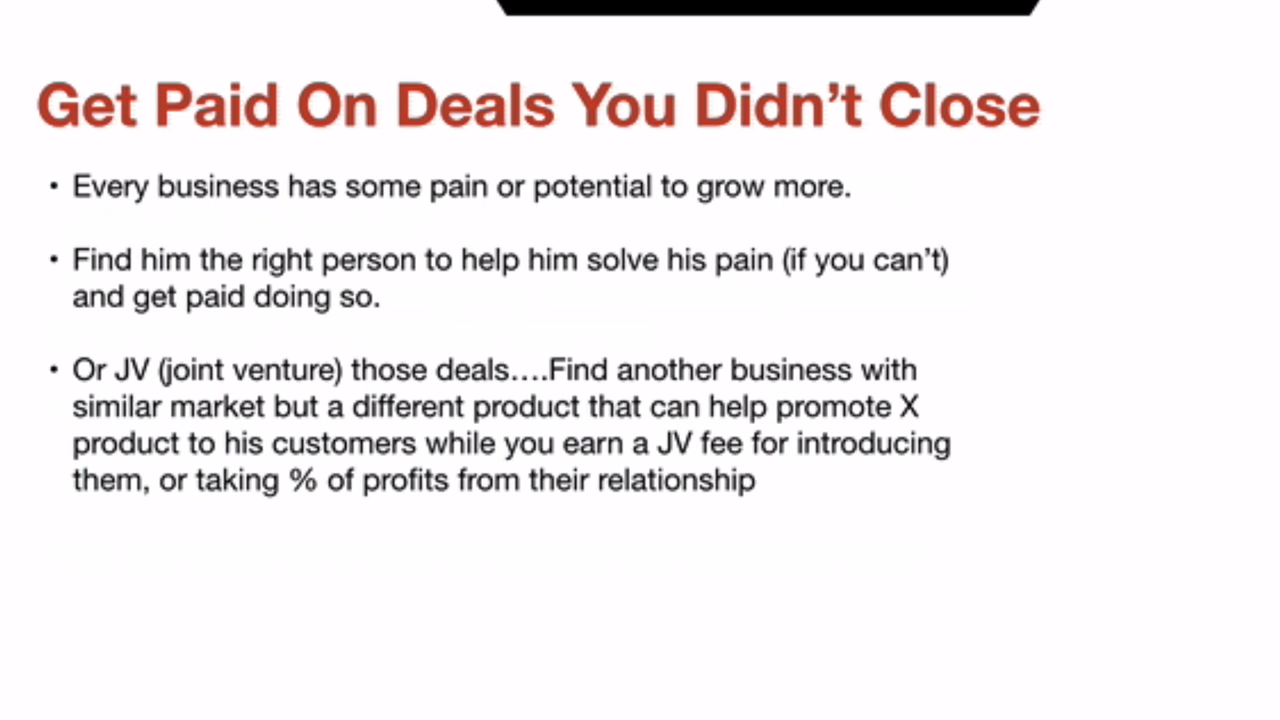 Get Paid On Deals You Didn’t Close
• Every business has some pain or potential to grow more.
• Find him the right person to help him solve his pain (if you can’t)
and get paid doing so.
• Or JV (joint venture) those deals....Find another business with
similar market but a different product that can help promote X
product to his customers while you earn a JV fee for introducing
them, or taking % of profits from their relationship